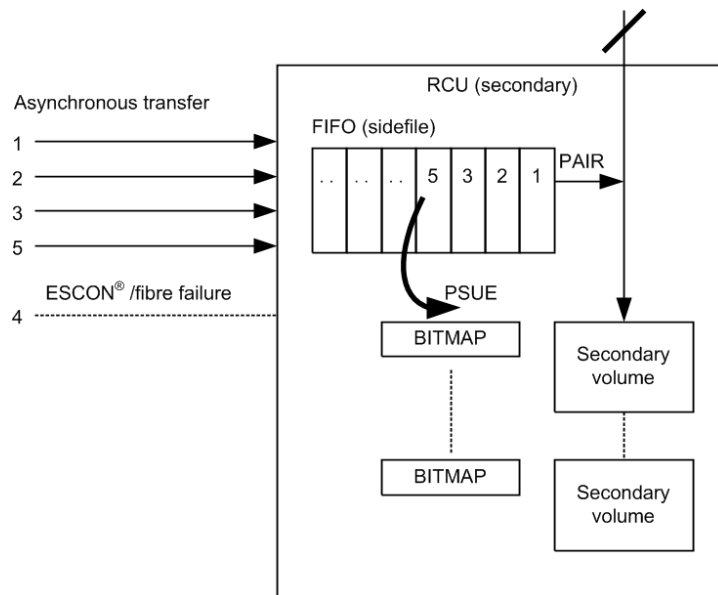 RCU (secondary)
Asynchronous transfer
FIFO (sidefile)
1
2
3
5
. . . . . . 5 3 2 1
PAIR
ESCON® /fibre failure
4
PSUE
BITMAP
Secondary
volume
BITMAP
Secondary
volume